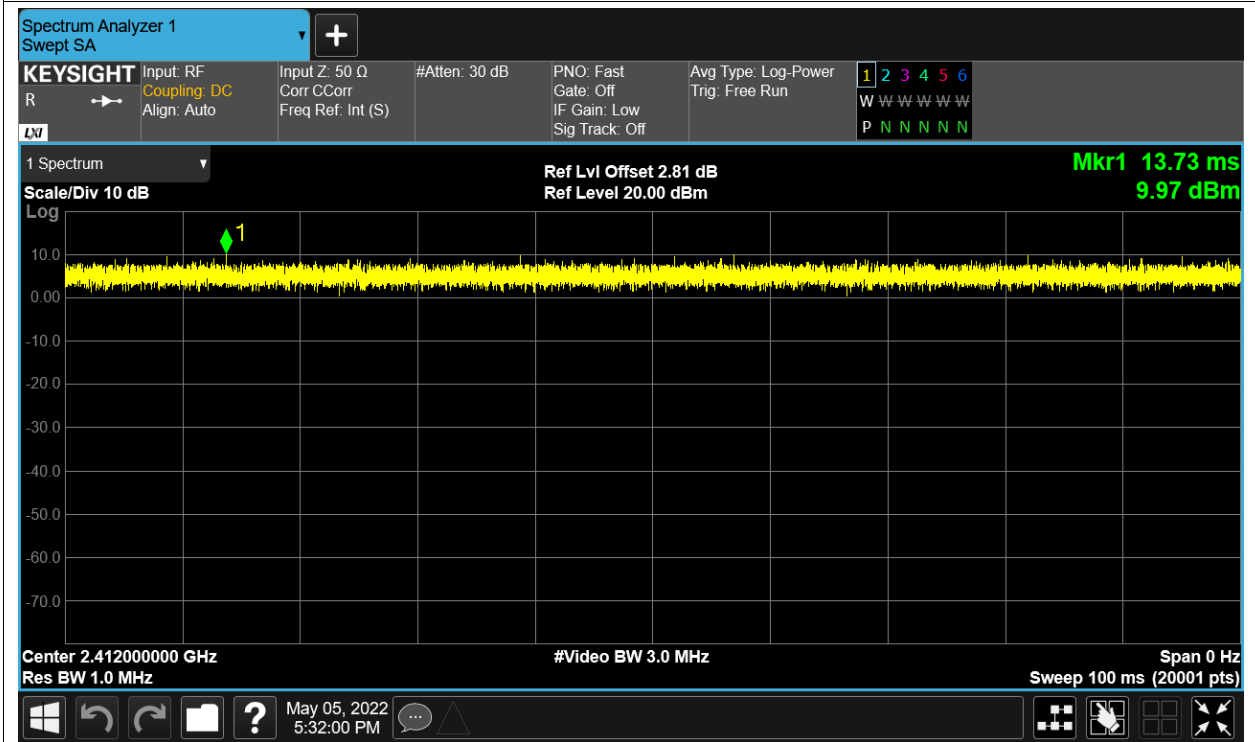 Spectrum Analyzer 1
Swept SA
KEYSIGHT
R
LXI
Input: RF
Coupling: DC
Align: Auto
Input Z: 50 Ω
Corr CCorr
Freq Ref: Int (S)
#Atten: 30 dB
PNO: Fast
Gate: Off
IF Gain: Low
Sig Track: Off
Avg Type: Log-Power
Trig: Free Run
1 2 3 4 5 6
W W W W W W
P N N N N N
1 Spectrum
Scale/Div 10 dB
Log
Ref Lvl Offset 2.81 dB
Ref Level 20.00 dBm
Mkr1 13.73 ms
9.97 dBm
1
10.0
0.00
-10.0
-20.0
-30.0
-40.0
-50.0
-60.0
-70.0
Center 2.412000000 GHz
Res BW 1.0 MHz
#Video BW 3.0 MHz
Span 0 Hz
Sweep 100 ms (20001 pts)
?
May 05, 2022
5:32:00 PM